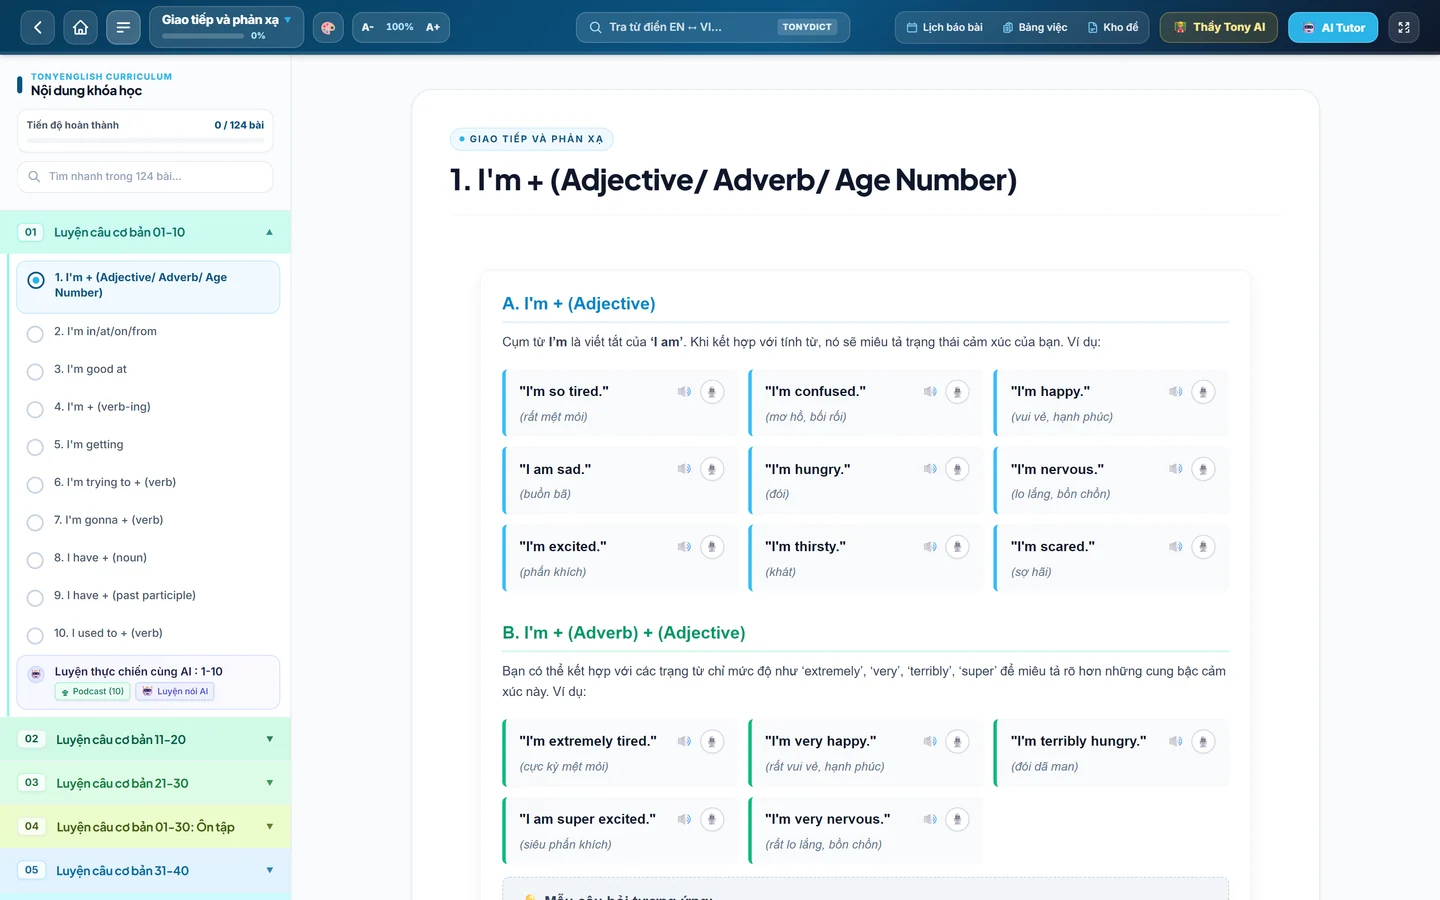 Giao tiếp và phản xạ ▼
0%
A- 100% A+
Tra từ điển EN ↔ VI... TONYDICT
Lịch báo bài
Bảng việc
Kho đề
Thầy Tony AI
AI Tutor
TONYENGLISH CURRICULUM
Nội dung khóa học
Tiến độ hoàn thành 0 / 124 bài
Tìm nhanh trong 124 bài...
01 Luyện câu cơ bản 01-10 ▲
1. I'm + (Adjective/ Adverb/ Age
Number)
2. I'm in/at/on/from
3. I'm good at
4. I'm + (verb-ing)
5. I'm getting
6. I'm trying to + (verb)
7. I'm gonna + (verb)
8. I have + (noun)
9. I have + (past participle)
10. I used to + (verb)
Luyện thực chiến cùng AI : 1-10
Podcast (10) Luyện nói AI
02 Luyện câu cơ bản 11-20 ▼
03 Luyện câu cơ bản 21-30 ▼
04 Luyện câu cơ bản 01-30: Ôn tập ▼
05 Luyện câu cơ bản 31-40 ▼
GIAO TIẾP VÀ PHẢN XẠ
1. I'm + (Adjective/ Adverb/ Age Number)
A. I'm + (Adjective)
Cụm từ I’m là viết tắt của ‘I am’. Khi kết hợp với tính từ, nó sẽ miêu tả trạng thái cảm xúc của bạn. Ví dụ:
"I'm so tired." "I'm confused." "I'm happy."
(rất mệt mỏi) (mơ hồ, bối rối) (vui vẻ, hạnh phúc)
"I am sad." "I'm hungry." "I'm nervous."
(buồn bã) (đói) (lo lắng, bồn chồn)
"I'm excited." "I'm thirsty." "I'm scared."
(phấn khích) (khát) (sợ hãi)
B. I'm + (Adverb) + (Adjective)
Bạn có thể kết hợp với các trạng từ chỉ mức độ như ‘extremely’, ‘very’, ‘terribly’, ‘super’ để miêu tả rõ hơn những cung bậc cảm
xúc này. Ví dụ:
"I'm extremely tired." "I'm very happy." "I'm terribly hungry."
(cực kỳ mệt mỏi) (rất vui vẻ, hạnh phúc) (đói dã man)
"I am super excited." "I'm very nervous."
(siêu phấn khích) (rất lo lắng, bồn chồn)
Mẫu câu hỏi tương ứng: